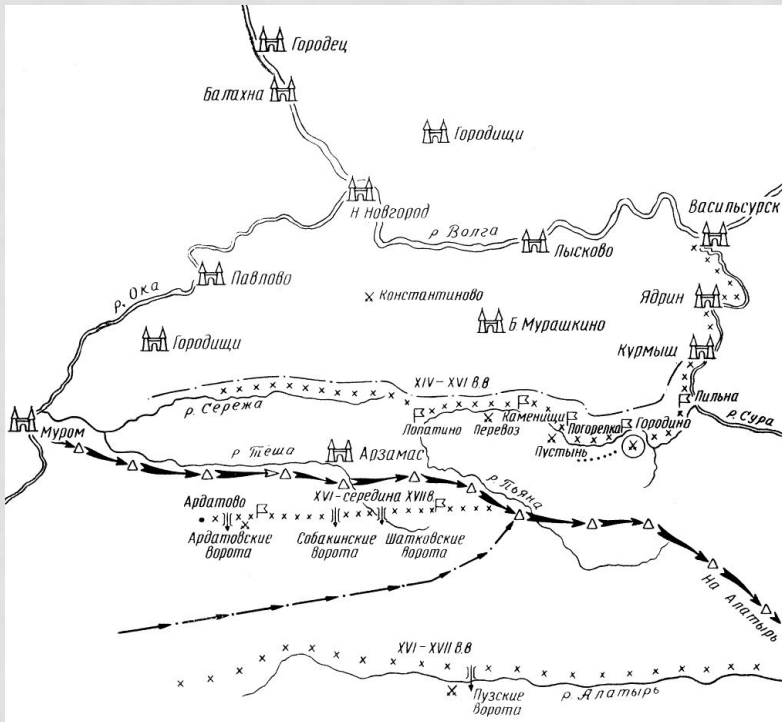 Городец
Балахна
Городищи
Н Новгород
Васильсурск
р Волга
Лысково
Павлово
р. Ока
Константиново
Ядрин
Б Мурашкино
Городищи
Курмыш
XIV-XVI в.в
Пильна
р. Сережа
Каменищи
р. Сура
Лопатино
Перевоз
Погорелка
Городино
Муром
Пустынь
р Теша
Арзамас
р. Пьяна
XVI-середина XVIIв.
Ардатово
Ардатовские
ворота
Собакинские
ворота
Шатковские
ворота
На Алатырь
XVI-XVII в.в
р. Алатырь
Пузские
ворота